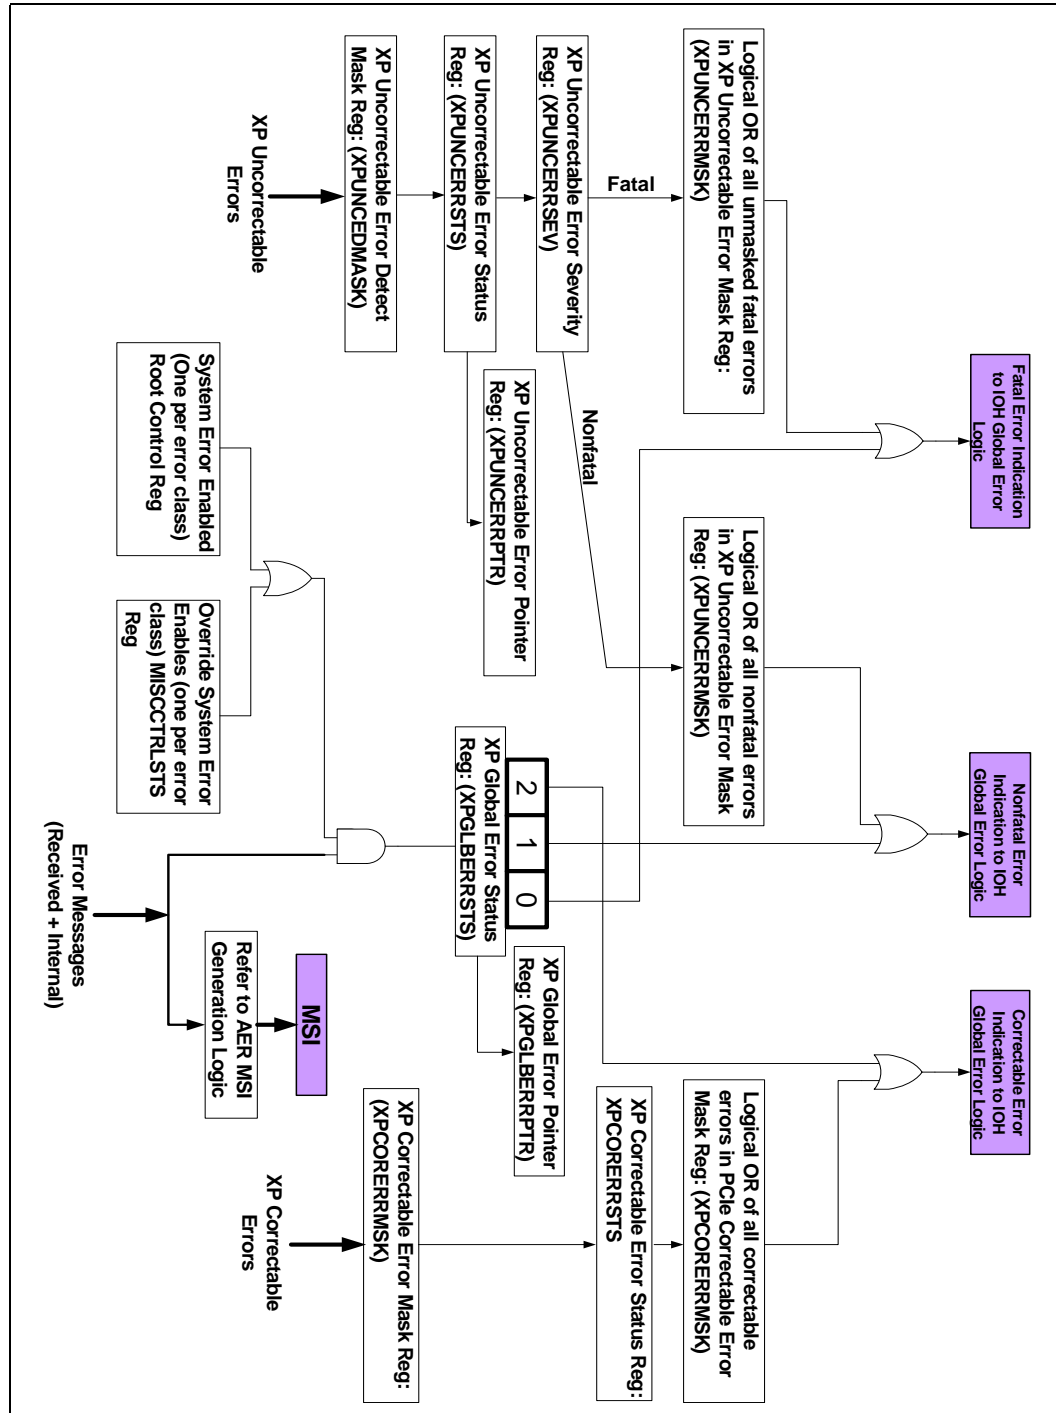 Fatal Error Indication
to IOH Global Error
Logic
Nonfatal Error
Indication to IOH
Global Error Logic
Correctable Error
Indication to IOH
Global Error Logic
Logical OR of all unmasked fatal errors
in XP Uncorrectable Error Mask Reg:
(XPUNCERRMSK)
Logical OR of all nonfatal errors
in XP Uncorrectable Error Mask
Reg: (XPUNCERRMSK)
Logical OR of all correctable
errors in PCIe Correctable Error
Mask Reg: (XPCORERRMSK)
Fatal
Nonfatal
XP Uncorrectable Error Severity
Reg: (XPUNCERRSEV)
XP Uncorrectable Error Pointer
Reg: (XPUNCERRPTR)
XP Uncorrectable Error Status
Reg: (XPUNCERRSTS)
XP Uncorrectable Error Detect
Mask Reg: (XPUNCEDMASK)
XP Uncorrectable
Errors
2 1 0
XP Global Error Status
Reg: (XPGLBERRSTS)
XP Global Error Pointer
Reg: (XPGLBERRPTR)
XP Correctable Error Status Reg:
XPCORERRSTS
XP Correctable Error Mask Reg:
(XPCORERRMSK)
XP Correctable
Errors
System Error Enabled
(One per error class)
Root Control Reg
Override System Error
Enables (one per error
class) MISCCTRLSTS
Reg
MSI
Refer to AER MSI
Generation Logic
Error Messages
(Received + Internal)